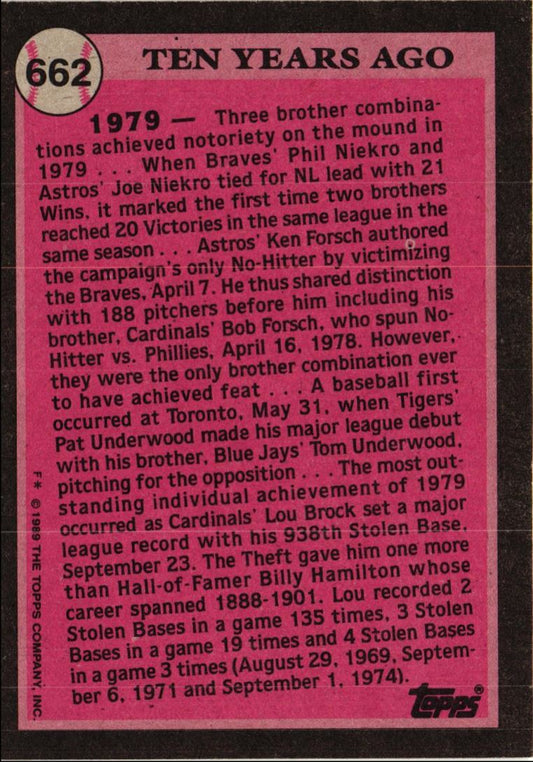 662
TEN YEARS AGO
1979 — Three brother combina-
tions achieved notoriety on the mound in
1979 . . . When Braves' Phil Niekro and
Astros' Joe Niekro tied for NL lead with 21
Wins, it marked the first time two brothers
reached 20 Victories in the same league in the
same season . . . Astros' Ken Forsch authored
the campaign's only No-Hitter by victimizing
the Braves, April 7. He thus shared distinction
with 188 pitchers before him including his
brother, Cardinals' Bob Forsch, who spun No-
Hitter vs. Phillies, April 16, 1978. However,
they were the only brother combination ever
to have achieved feat . . . A baseball first
occurred at Toronto, May 31, when Tigers'
Pat Underwood made his major league debut
with his brother, Blue Jays' Tom Underwood,
pitching for the opposition . . . The most out-
standing individual achievement of 1979
occurred as Cardinals' Lou Brock set a major
league record with his 938th Stolen Base,
September 23. The Theft gave him one more
than Hall-of-Famer Billy Hamilton whose
career spanned 1888-1901. Lou recorded 2
Stolen Bases in a game 135 times, 3 Stolen
Bases in a game 19 times and 4 Stolen Bases
in a game 3 times (August 29, 1969, Septem-
ber 6, 1971 and September 1, 1974).
F* © 1989 THE TOPPS COMPANY, INC.
topps®